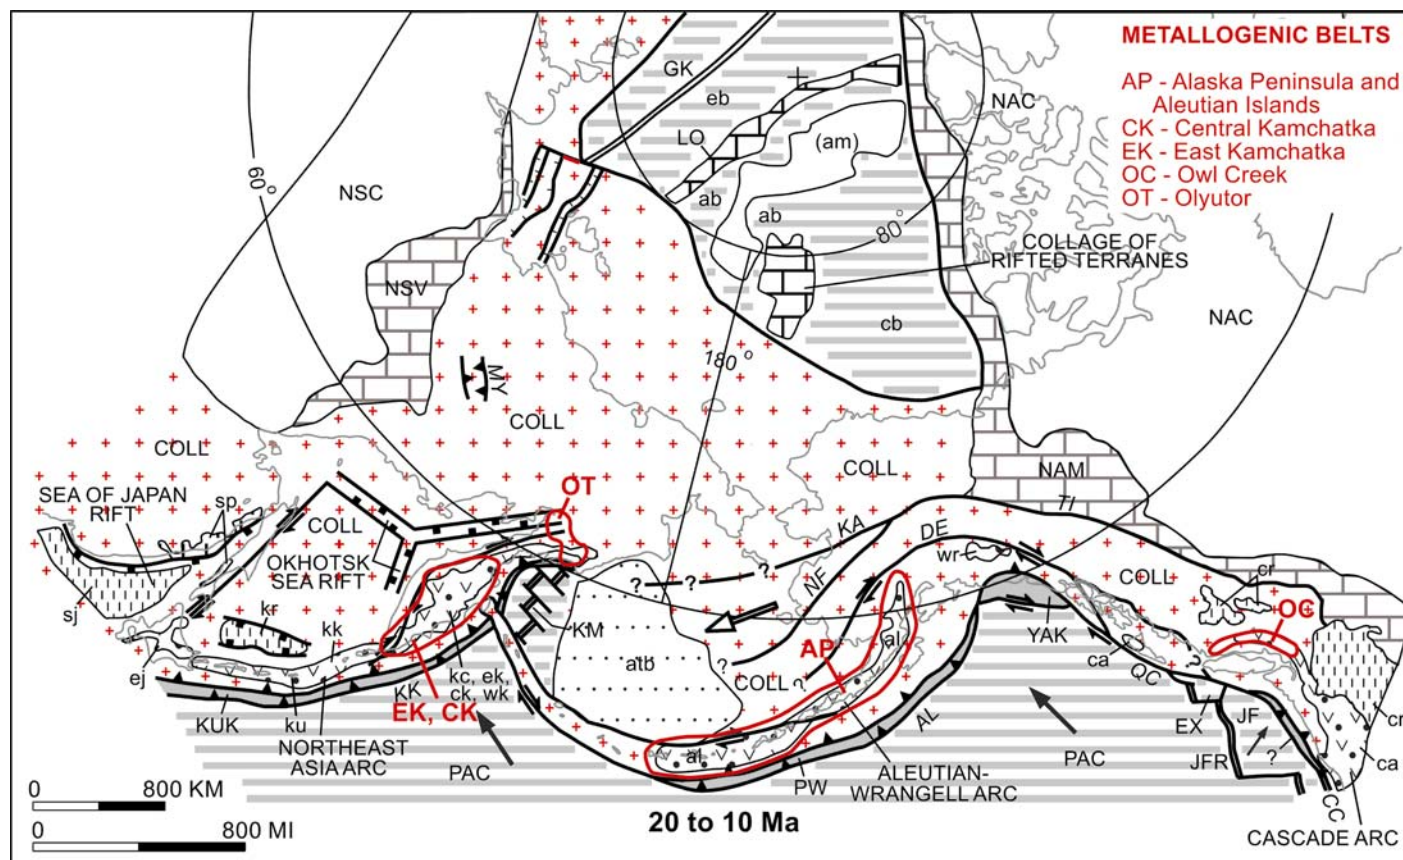 METALLOGENIC BELTS
AP - Alaska Peninsula and
Aleutian Islands
CK - Central Kamchatka
EK - East Kamchatka
OC - Owl Creek
OT - Olyutor
GK
eb
NAC
LO
(am)
60°
NSC
ab
ab
80°
COLLAGE OF
RIFTED TERRANES
NSV
cb
NAC
180°
MY
COLL
COLL
COLL
NAM
TI
SEA OF JAPAN
RIFT
sp
OT
COLL
KA
DE
OKHOTSK
SEA RIFT
wr
NF
COLL
cr
sj
kr
kk
KM
?
?
?
OC
YAK
al
AP
ca
QC
?
ej
atb
?
COLL
?
kc, ek,
ck, wk
KK
EK, CK
KUK
ku
NORTHEAST
ASIA ARC
PAC
al
PW
AL
ALEUTIAN-
WRANGELL ARC
PAC
EX
JF
JFR
?
cr
ca
CC
CASCADE ARC
0 800 KM
0 800 MI
20 to 10 Ma